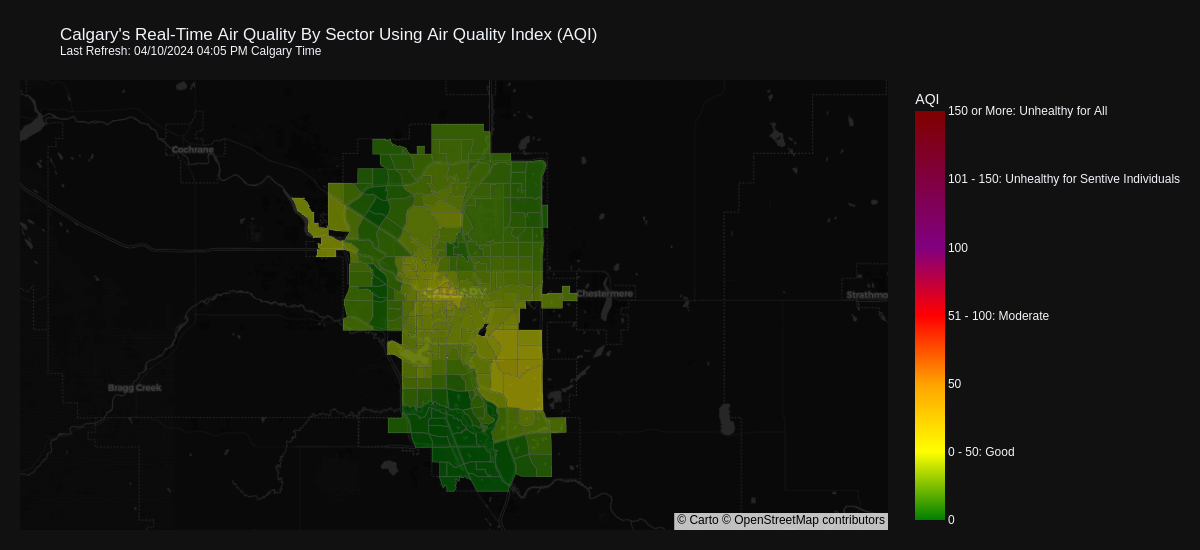 Calgary's Real-Time Air Quality By Sector Using Air Quality Index (AQI)
Last Refresh: 04/10/2024 04:05 PM Calgary Time
AQI
150 or More: Unhealthy for All
Cochrane
101 - 150: Unhealthy for Sentive Individuals
100
CALGARY
Chestermere
Strathmo
51 - 100: Moderate
Bragg Creek
50
0 - 50: Good
0
© Carto © OpenStreetMap contributors